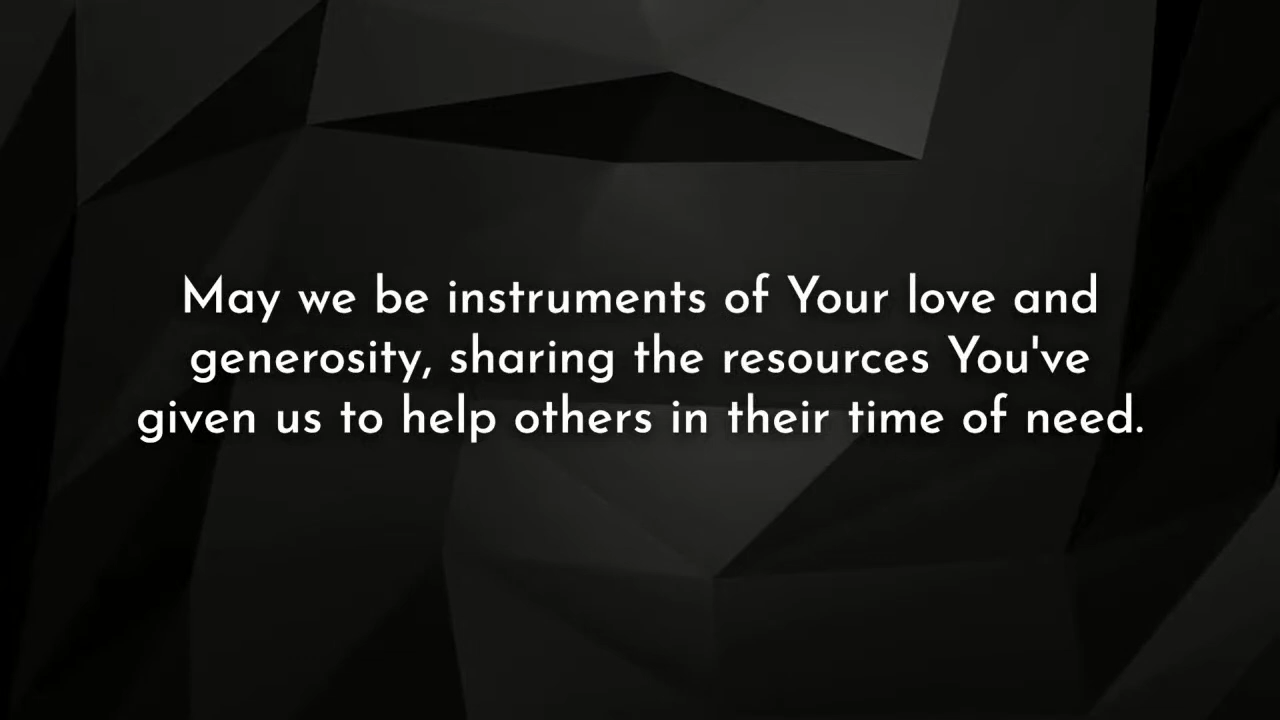 May we be instruments of Your love and
generosity, sharing the resources You've
given us to help others in their time of need.